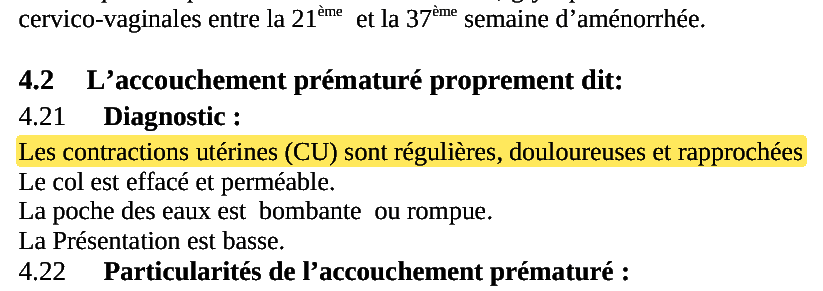 cervico-vaginales entre la 21ème et la 37ème semaine d’aménorrhée.
4.2 L’accouchement prématuré proprement dit:
4.21 Diagnostic :
Les contractions utérines (CU) sont régulières, douloureuses et rapprochées
Le col est effacé et perméable.
La poche des eaux est bombante ou rompue.
La Présentation est basse.
4.22 Particularités de l’accouchement prématuré :